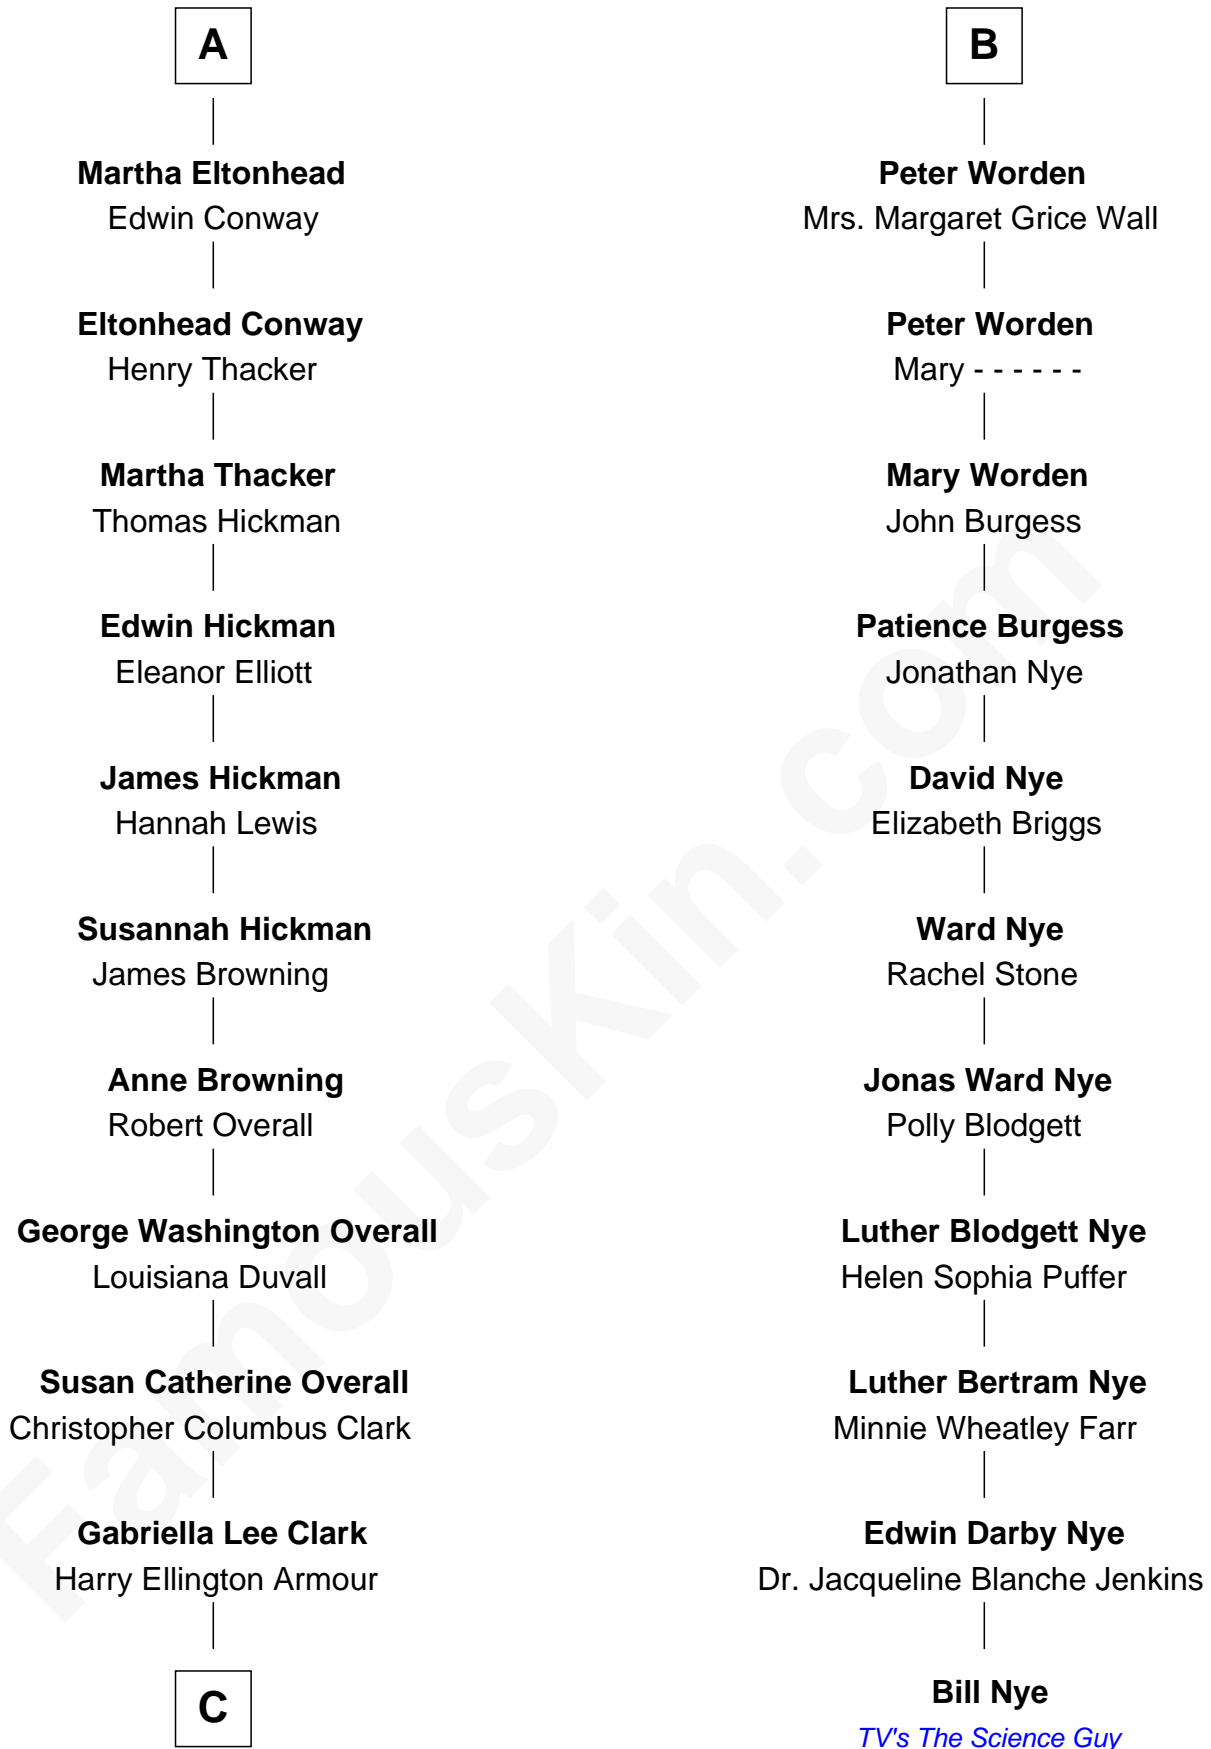 A
Martha Eltonhead
Edwin Conway
Eltonhead Conway
Henry Thacker
Martha Thacker
Thomas Hickman
Edwin Hickman
Eleanor Elliott
James Hickman
Hannah Lewis
Susannah Hickman
James Browning
Anne Browning
Robert Overall
George Washington Overall
Louisiana Duvall
Susan Catherine Overall
Christopher Columbus Clark
Gabriella Lee Clark
Harry Ellington Armour
C
B
Peter Worden
Mrs. Margaret Grice Wall
Peter Worden
Mary - - - - - -
Mary Worden
John Burgess
Patience Burgess
Jonathan Nye
David Nye
Elizabeth Briggs
Ward Nye
Rachel Stone
Jonas Ward Nye
Polly Blodgett
Luther Blodgett Nye
Helen Sophia Puffer
Luther Bertram Nye
Minnie Wheatley Farr
Edwin Darby Nye
Dr. Jacqueline Blanche Jenkins
Bill Nye
TV's The Science Guy
FamousKin.com